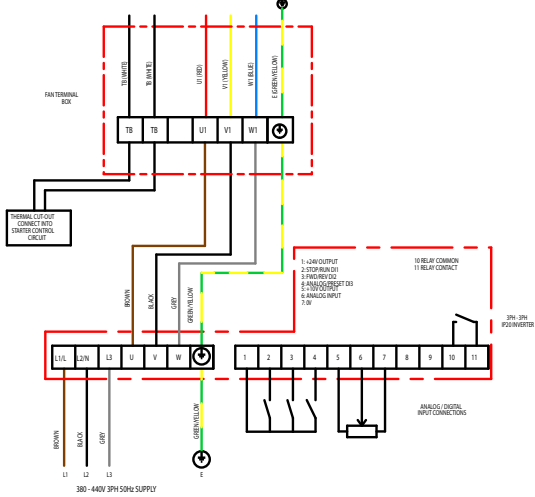 TB (WHITE)
TB (WHITE)
U1 (RED)
V1 (YELLOW)
W1 (BLUE)
E (GREEN/YELLOW)
FAN TERMINAL
BOX
TB
TB
U1
V1
W1
THERMAL CUT-OUT
CONNECT INTO
STARTER CONTROL
CIRCUIT
BROWN
BLACK
GREY
GREEN/YELLOW
1: +24V OUTPUT
2: STOP/RUN DI1
3: FWD/REV DI2
4: ANALOG/PRESET DI3
5: +10V OUTPUT
6: ANALOG INPUT
7: 0V
10 RELAY COMMON
11 RELAY CONTACT
3PH - 3PH
IP20 INVERTER
L1/L
L2/N
L3
U
V
W
1
2
3
4
5
6
7
8
9
10
11
BROWN
BLACK
GREY
GREEN/YELLOW
ANALOG / DIGITAL
INPUT CONNECTIONS
L1
L2
L3
E
380 - 440V 3PH 50Hz SUPPLY